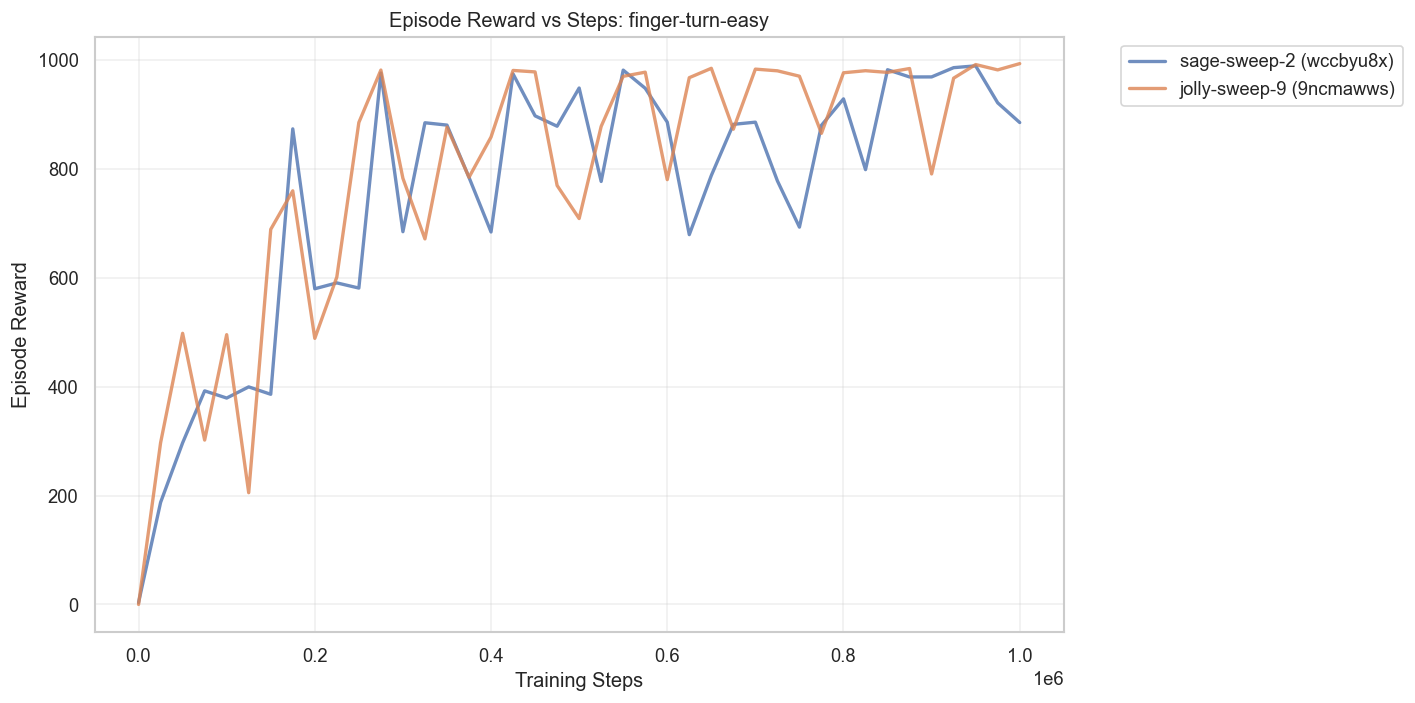 Episode Reward vs Steps: finger-turn-easy
sage-sweep-2 (wccbyu8x)
jolly-sweep-9 (9ncmawws)
Episode Reward
1000
800
600
400
200
0
0.0 0.2 0.4 0.6 0.8 1.0
1e6
Training Steps